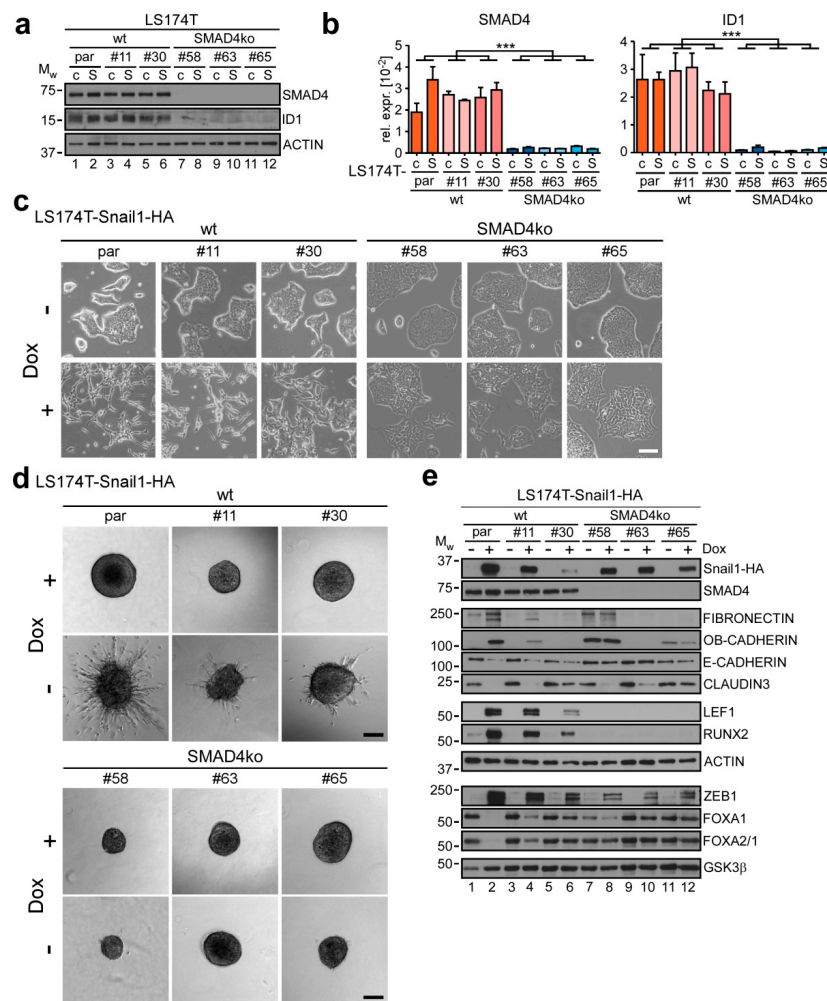 a
LS174T
wt SMAD4ko
par #11 #30 #58 #63 #65
Mw c S c S c S c S c S c S
75 SMAD4
15 ID1
37 ACTIN
1 2 3 4 5 6 7 8 9 10 11 12
b
SMAD4
***
rel. expr. [10-2]
5
4
3
2
1
0
LS174T- c S c S c S c S c S c S
par #11 #30 #58 #63 #65
wt SMAD4ko
ID1
***
4
3
2
1
0
c S c S c S c S c S c S
par #11 #30 #58 #63 #65
wt SMAD4ko
c
LS174T-Snail1-HA
wt SMAD4ko
par #11 #30 #58 #63 #65
-
Dox
+
d
LS174T-Snail1-HA
wt
par #11 #30
+
Dox
-
SMAD4ko
#58 #63 #65
+
Dox
-
e
LS174T-Snail1-HA
wt SMAD4ko
par #11 #30 #58 #63 #65
Mw - + - + - + - + - + - + Dox
37 Snail1-HA
75 SMAD4
250 FIBRONECTIN
100 OB-CADHERIN
100 E-CADHERIN
25 CLAUDIN3
50 LEF1
50 RUNX2
37 ACTIN
250 ZEB1
50 FOXA1
50 FOXA2/1
50 GSK3β
1 2 3 4 5 6 7 8 9 10 11 12